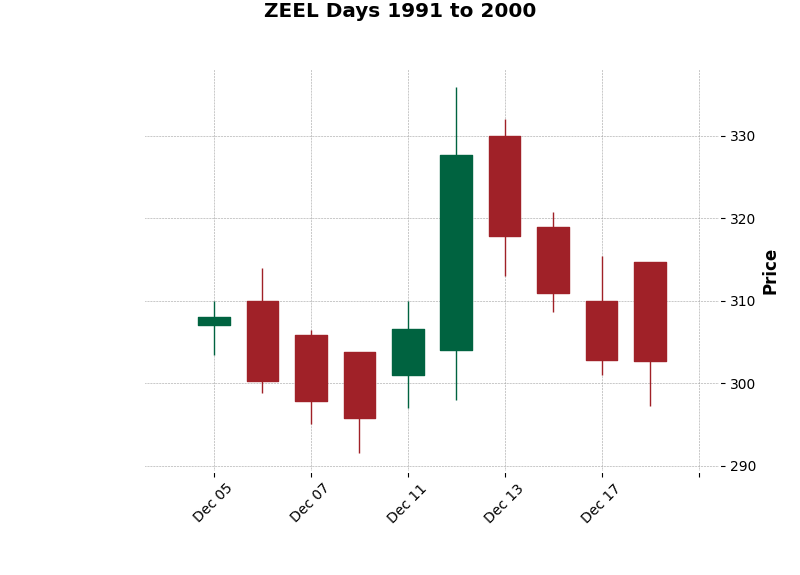 ZEEL Days 1991 to 2000
330
320
310
300
290
Price
Dec 05
Dec 07
Dec 11
Dec 13
Dec 17